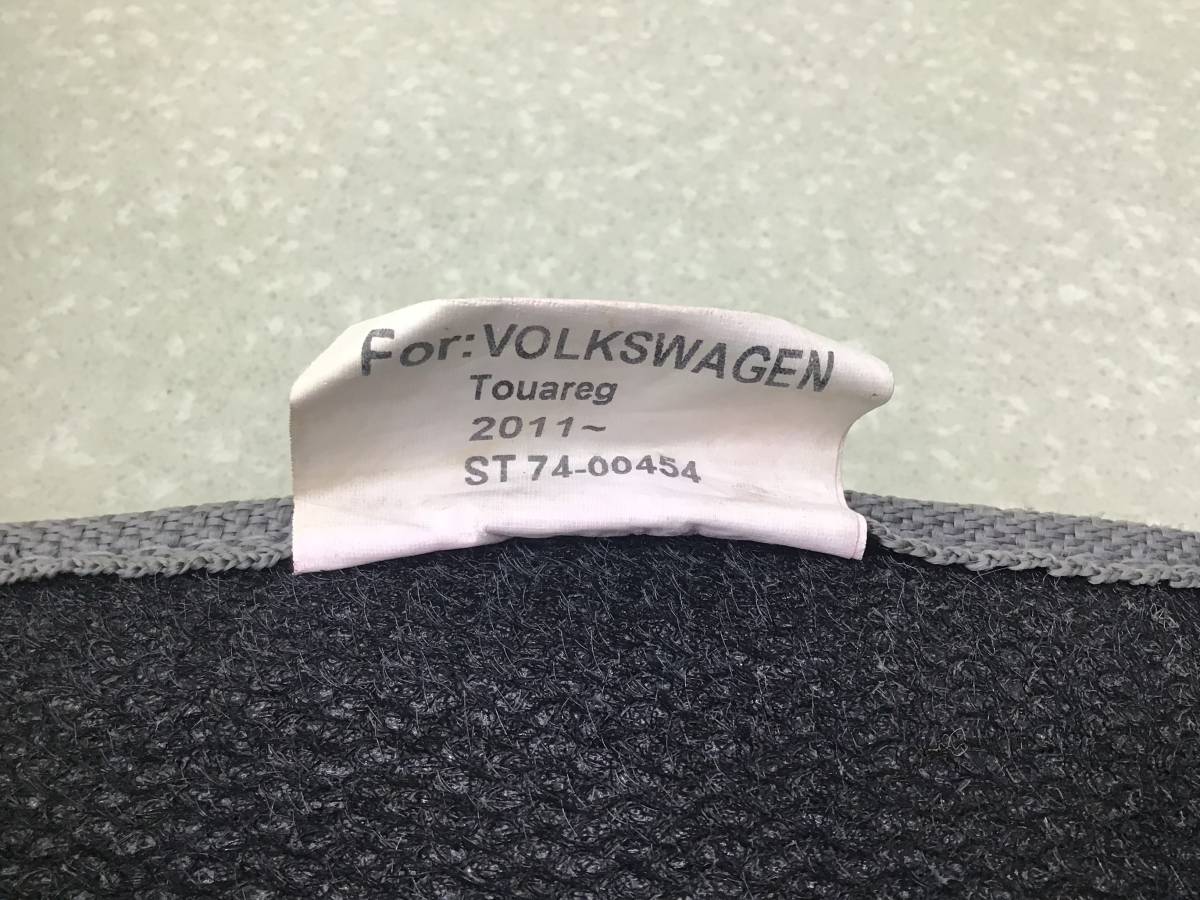 For: VOLKSWAGEN
Touareg
2011~
ST 74-00454